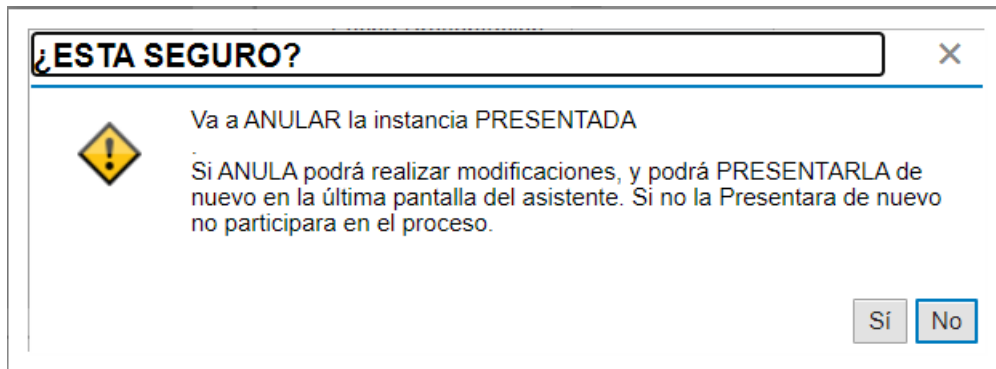 ¿ESTA SEGURO?
Va a ANULAR la instancia PRESENTADA
.
Si ANULA podrá realizar modificaciones, y podrá PRESENTARLA de
nuevo en la última pantalla del asistente. Si no la Presentara de nuevo
no participara en el proceso.
Sí No